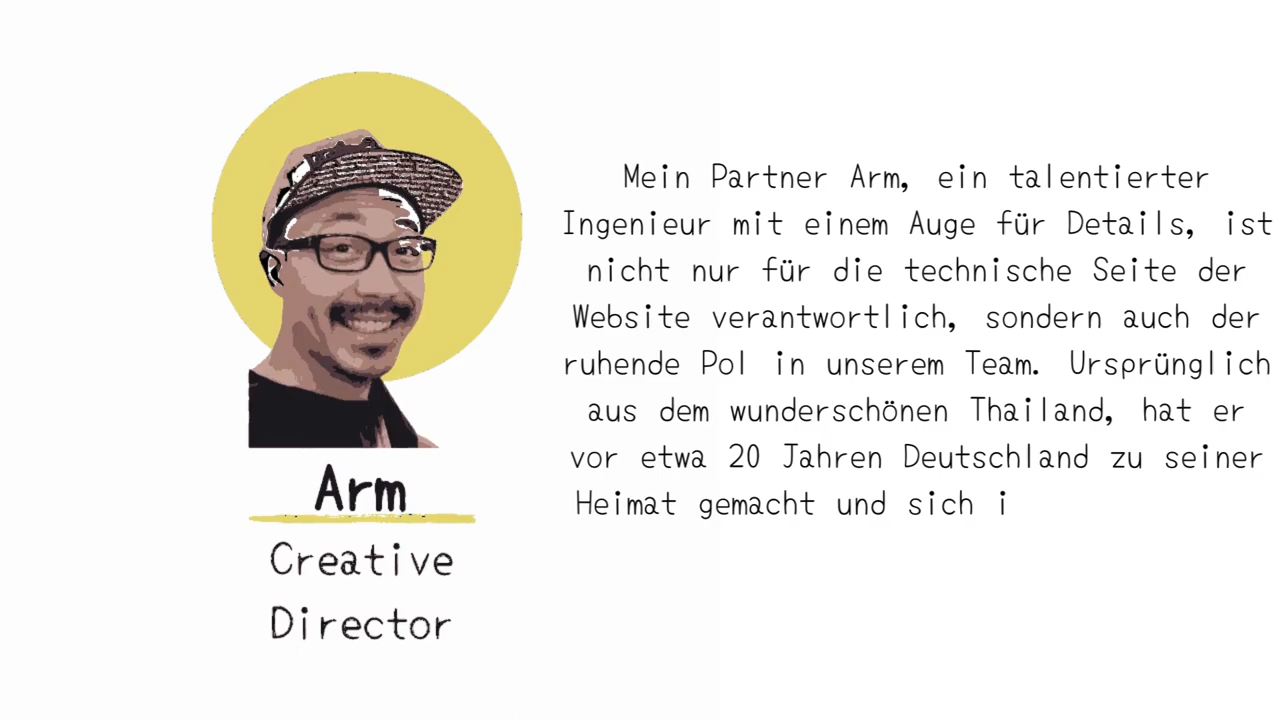 Mein Partner Arm, ein talentierter
Ingenieur mit einem Auge für Details, ist
nicht nur für die technische Seite der
Website verantwortlich, sondern auch der
ruhende Pol in unserem Team. Ursprünglich
aus dem wunderschönen Thailand, hat er
vor etwa 20 Jahren Deutschland zu seiner
Heimat gemacht und sich i
Arm
Creative
Director